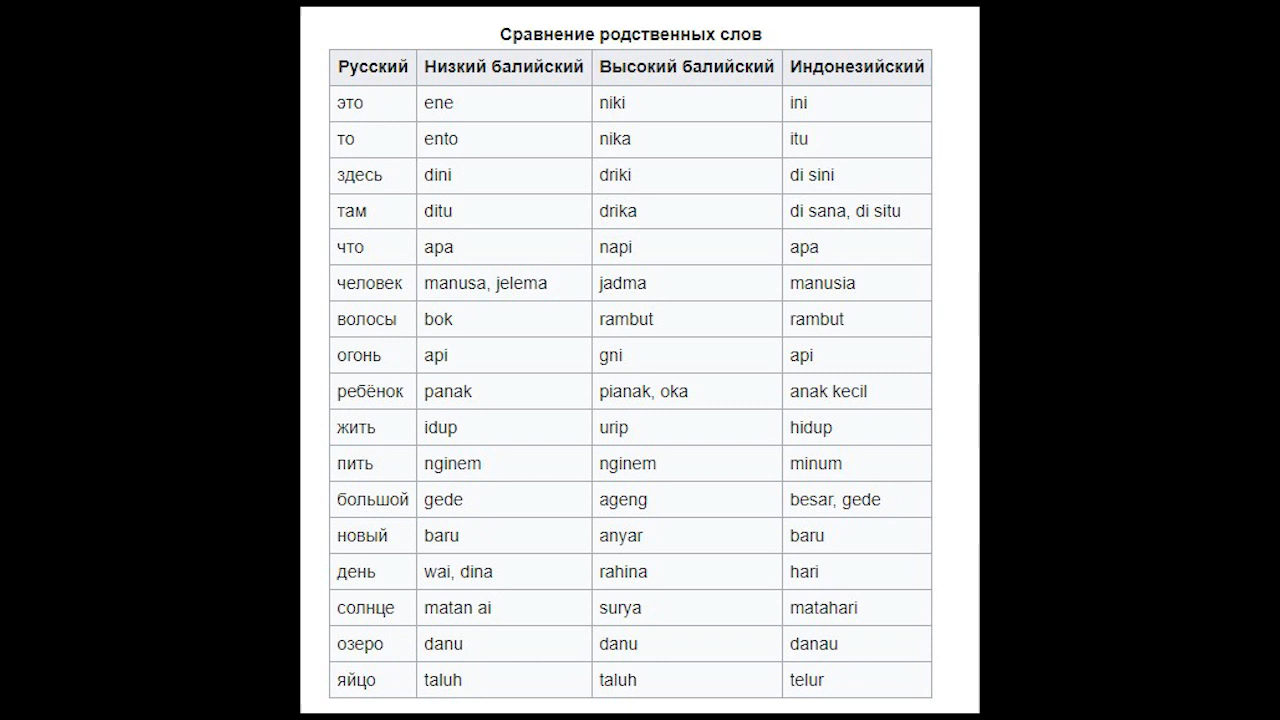 Сравнение родственных слов
Русский Низкий балийский Высокий балийский Индонезийский
это ene niki ini
то ento nika itu
здесь dini driki di sini
там ditu drika di sana, di situ
что apa napi apa
человек manusa, jelema jadma manusia
волосы bok rambut rambut
огонь api gni api
ребёнок panak pianak, oka anak kecil
жить idup urip hidup
пить nginem nginem minum
большой gede ageng besar, gede
новый baru anyar baru
день wai, dina rahina hari
солнце matan ai surya matahari
озеро danu danu danau
яйцо taluh taluh telur